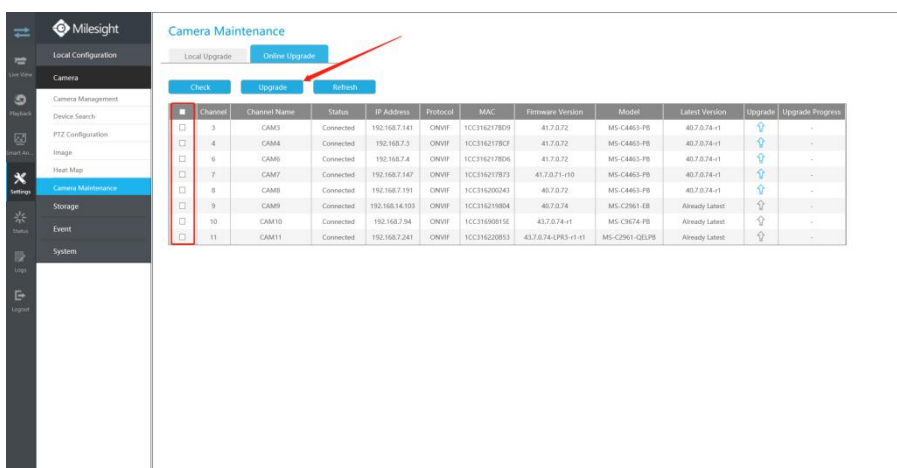 Milesight
Live View
Playback
Smart An...
Settings
Status
Logs
Logout
Local Configuration
Camera
Camera Management
Device Search
PTZ Configuration
Image
Heat Map
Camera Maintenance
Storage
Event
System
Camera Maintenance
Local Upgrade Online Upgrade
Check Upgrade Refresh
Channel Channel Name Status IP Address Protocol MAC Firmware Version Model Latest Version Upgrade Upgrade Progress
3 CAM3 Connected 192.168.7.141 ONVIF 1CC316217BD9 41.7.0.72 MS-C4463-PB 40.7.0.74-r1 -
4 CAM4 Connected 192.168.7.3 ONVIF 1CC316217BCF 41.7.0.72 MS-C4463-PB 40.7.0.74-r1 -
6 CAM6 Connected 192.168.7.4 ONVIF 1CC316217BD6 41.7.0.72 MS-C4463-PB 40.7.0.74-r1 -
7 CAM7 Connected 192.168.7.147 ONVIF 1CC316217B73 41.7.0.71-r10 MS-C4463-PB 40.7.0.74-r1 -
8 CAM8 Connected 192.168.7.191 ONVIF 1CC316200243 40.7.0.72 MS-C4463-PB 40.7.0.74-r1 -
9 CAM9 Connected 192.168.14.103 ONVIF 1CC316219804 40.7.0.74 MS-C2961-EB Already Latest -
10 CAM10 Connected 192.168.7.94 ONVIF 1CC31690815E 43.7.0.74-r1 MS-C9674-PB Already Latest -
11 CAM11 Connected 192.168.7.241 ONVIF 1CC316220853 43.7.0.74-LPR3-r1-t1 MS-C2961-QELPB Already Latest -